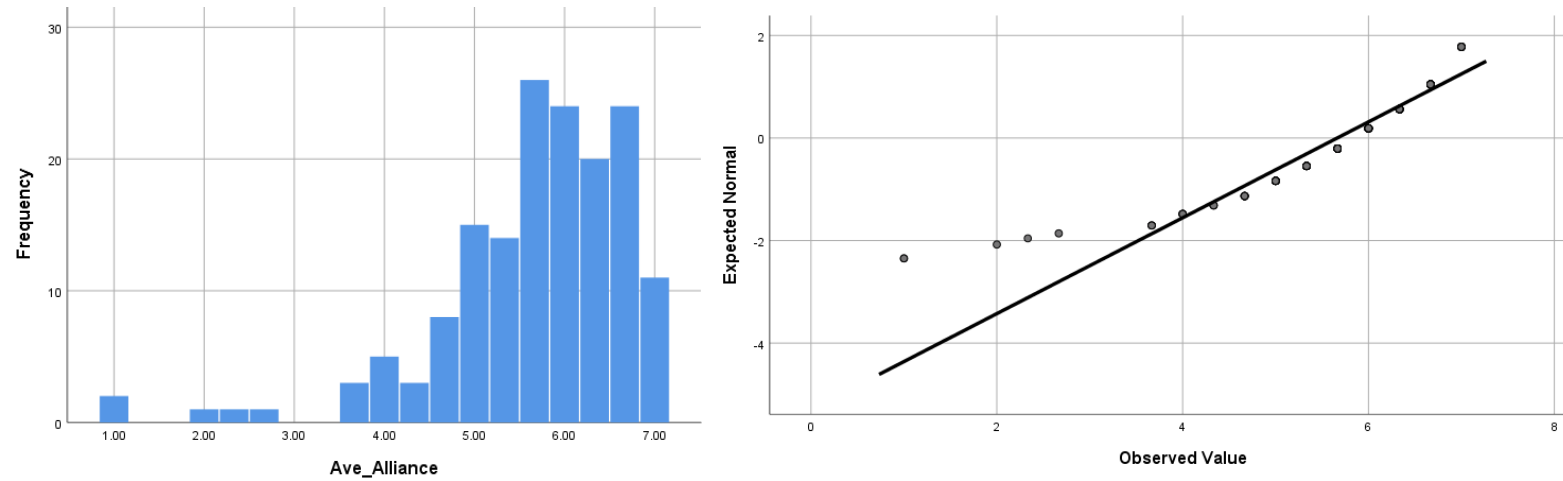 Frequency
30
20
10
0
1.00 2.00 3.00 4.00 5.00 6.00 7.00
Ave_Alliance
Expected Normal
2
0
-2
-4
0 2 4 6 8
Observed Value